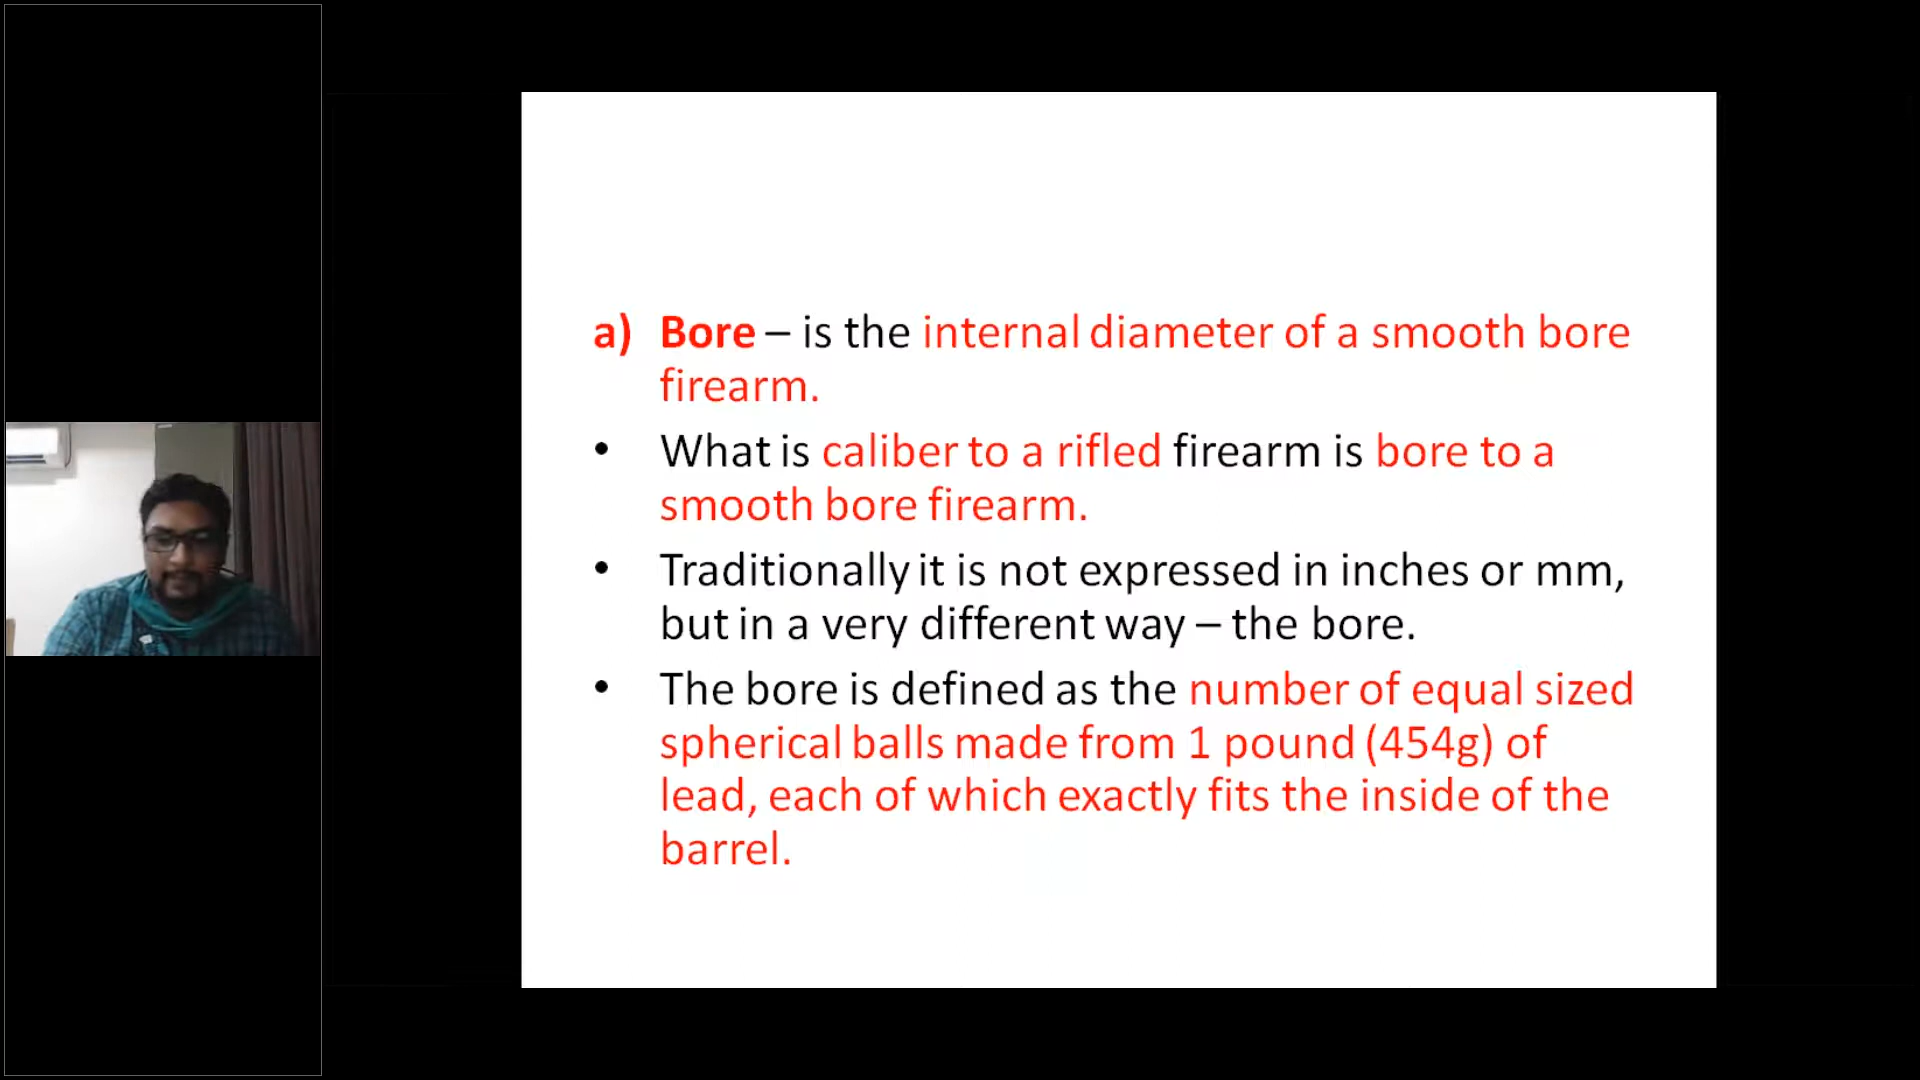 a) Bore – is the internal diameter of a smooth bore
firearm.
• What is caliber to a rifled firearm is bore to a
smooth bore firearm.
• Traditionally it is not expressed in inches or mm,
but in a very different way – the bore.
• The bore is defined as the number of equal sized
spherical balls made from 1 pound (454g) of
lead, each of which exactly fits the inside of the
barrel.